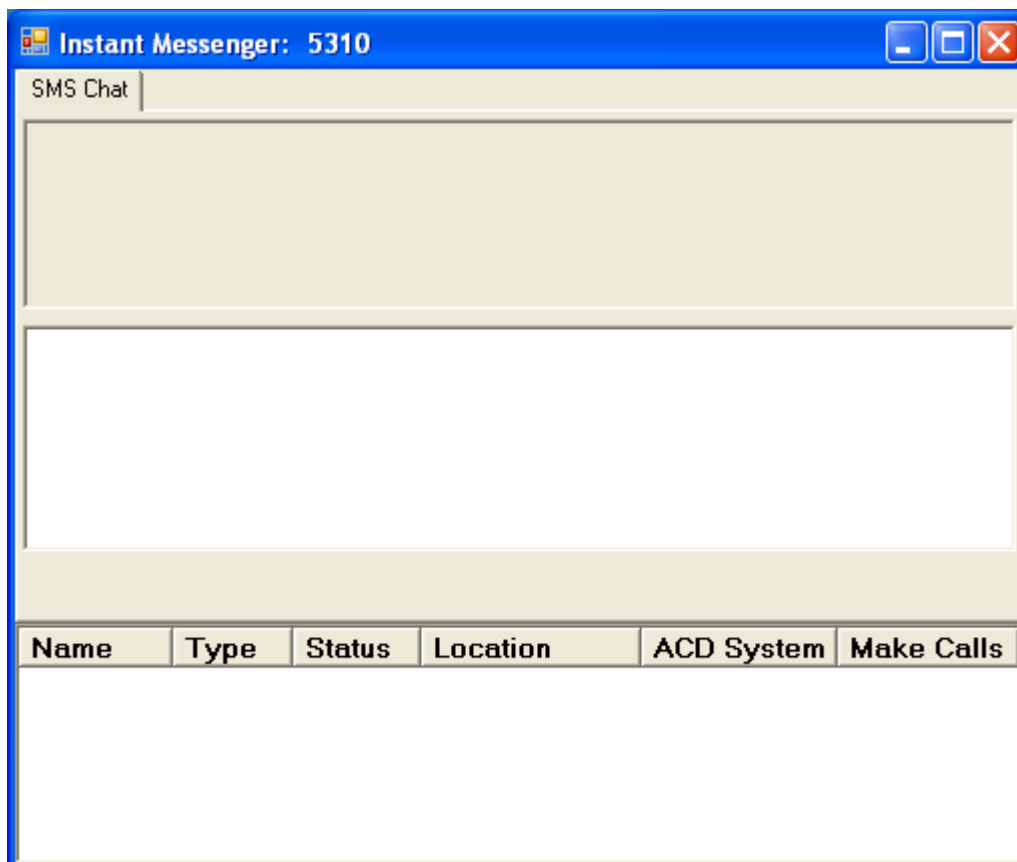 Instant Messenger:  5310
SMS Chat
Name Type Status Location ACD System Make Calls